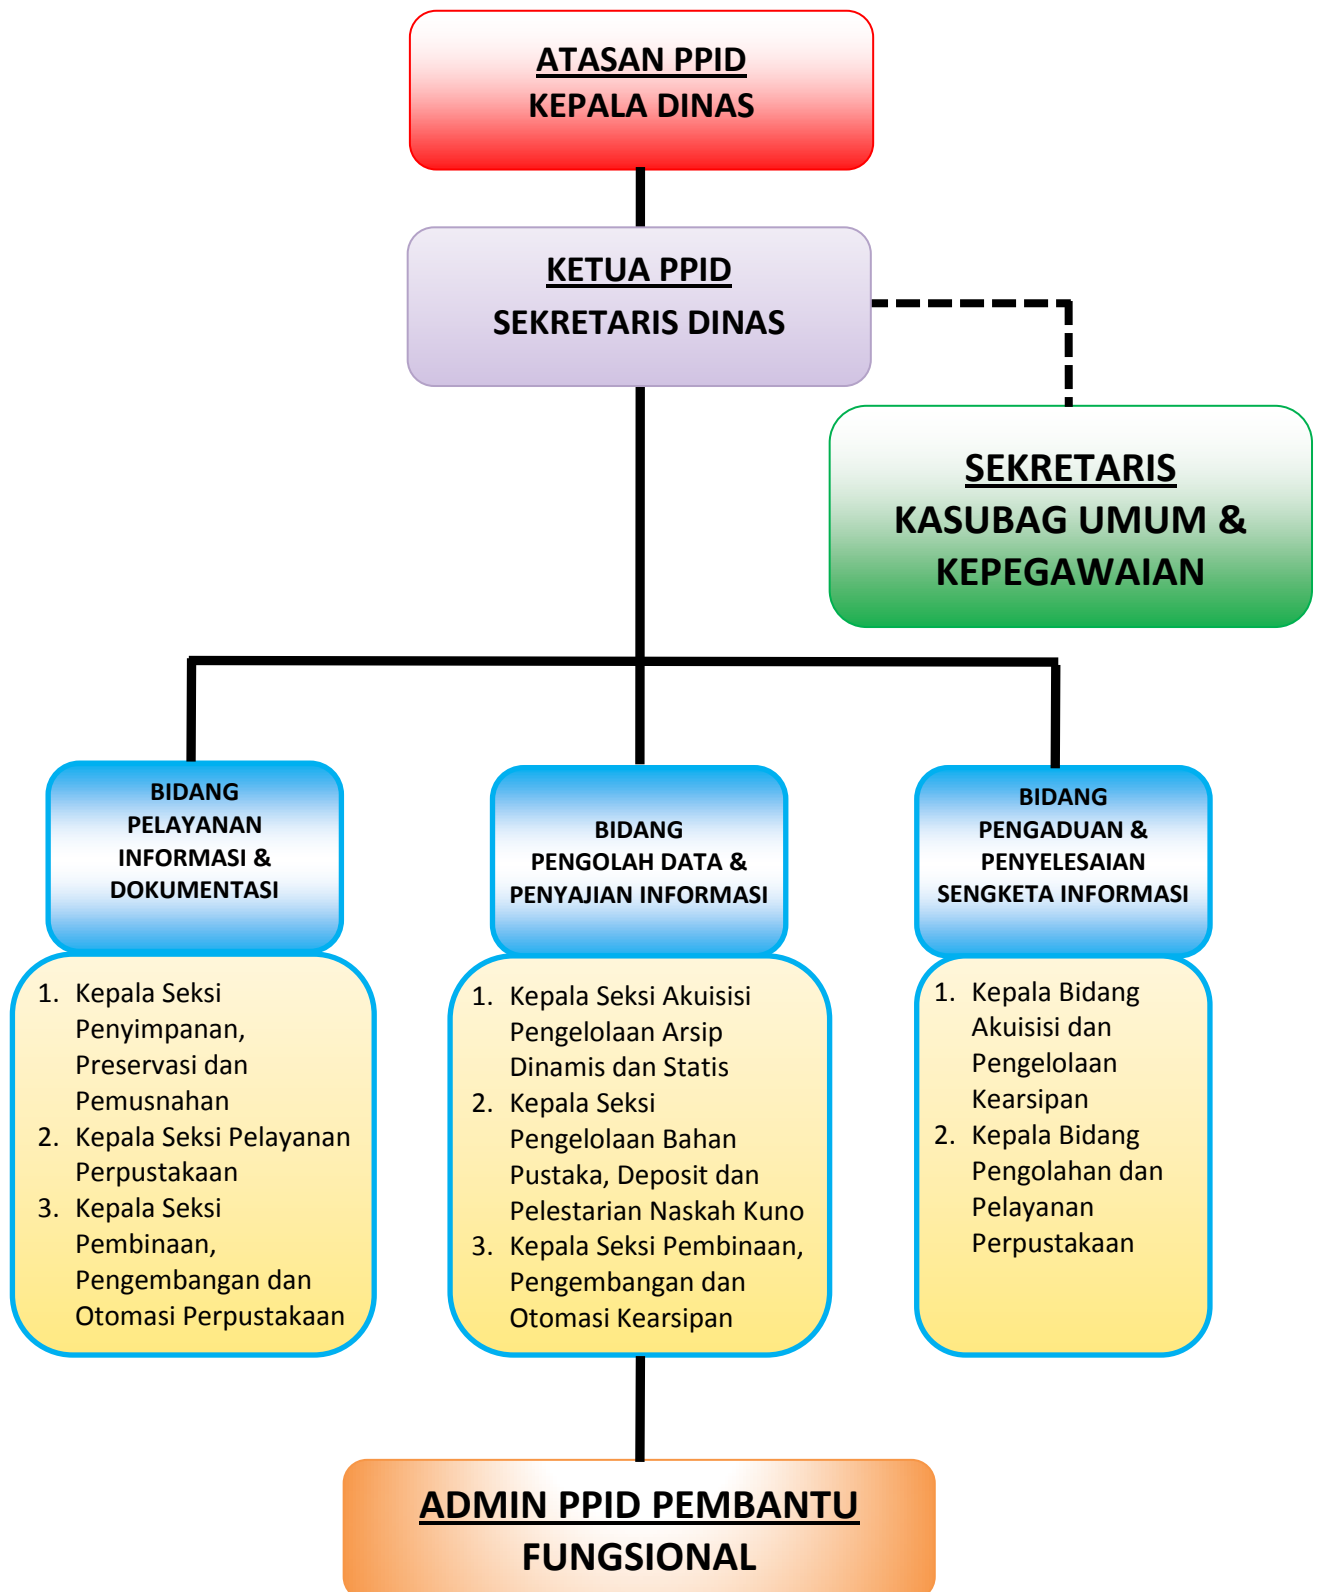 ATASAN PPID
KEPALA DINAS
KETUA PPID
SEKRETARIS DINAS
SEKRETARIS
KASUBAG UMUM &
KEPEGAWAIAN
BIDANG
PELAYANAN
INFORMASI &
DOKUMENTASI
1. Kepala Seksi
Penyimpanan,
Preservasi dan
Pemusnahan
2. Kepala Seksi Pelayanan
Perpustakaan
3. Kepala Seksi
Pembinaan,
Pengembangan dan
Otomasi Perpustakaan
BIDANG
PENGOLAH DATA &
PENYAJIAN INFORMASI
1. Kepala Seksi Akuisisi
Pengelolaan Arsip
Dinamis dan Statis
2. Kepala Seksi
Pengelolaan Bahan
Pustaka, Deposit dan
Pelestarian Naskah Kuno
3. Kepala Seksi Pembinaan,
Pengembangan dan
Otomasi Kearsipan
BIDANG
PENGADUAN &
PENYELESAIAN
SENGKETA INFORMASI
1. Kepala Bidang
Akuisisi dan
Pengelolaan
Kearsipan
2. Kepala Bidang
Pengolahan dan
Pelayanan
Perpustakaan
ADMIN PPID PEMBANTU
FUNGSIONAL